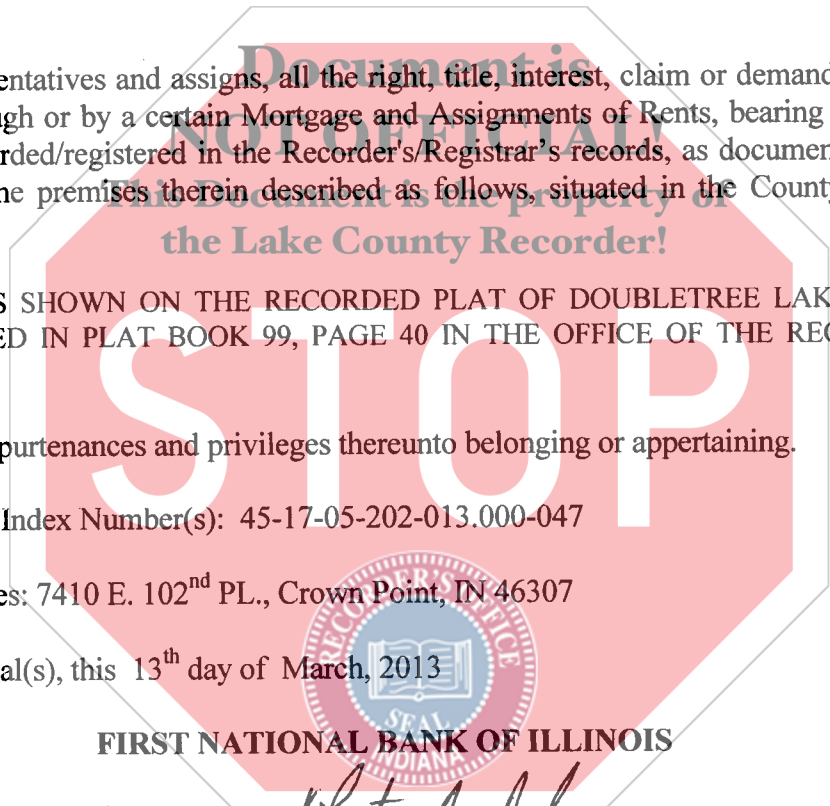 Document is
entatives and assigns, all the right, title, interest, claim or demand
ugh or by a certain Mortgage and Assignments of Rents, bearing
NOT OFFICIAL!
rded/registered in the Recorder's/Registrar's records, as documen
ne premises therein described as follows, situated in the County
This Document is the property of
the Lake County Recorder!
S SHOWN ON THE RECORDED PLAT OF DOUBLETREE LAK
ED IN PLAT BOOK 99, PAGE 40 IN THE OFFICE OF THE REC
STOP
purtenances and privileges thereunto belonging or appertaining.
Index Number(s): 45-17-05-202-013.000-047
es: 7410 E. 102nd PL., Crown Point, IN 46307
al(s), this 13th day of March, 2013
RECORDER'S OFFICE
SEAL
INDIANA
FIRST NATIONAL BANK OF ILLINOIS